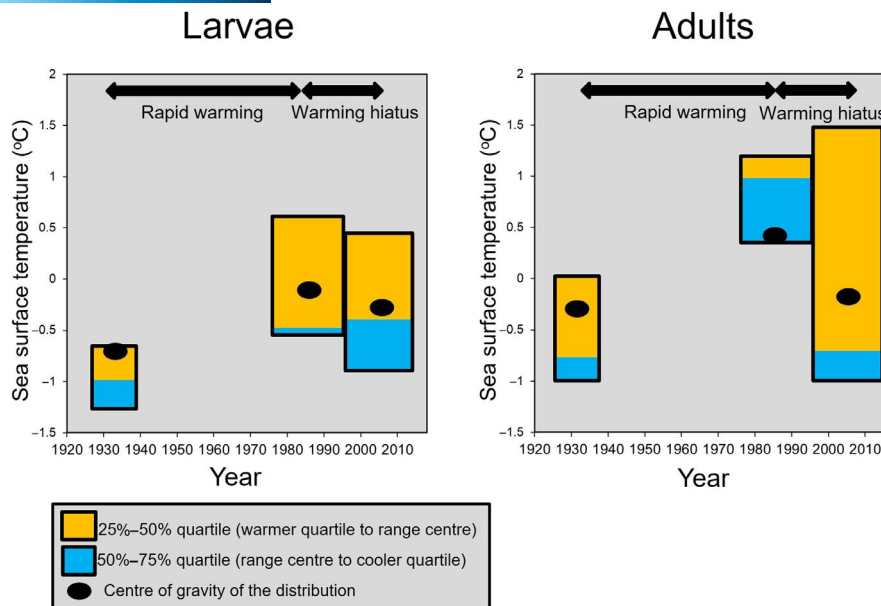 Larvae
2
1.5
1
0.5
0
−0.5
−1
−1.5
Sea surface temperature (°C)
Rapid warming
Warming hiatus
1920 1930 1940 1950 1960 1970 1980 1990 2000 2010
Year
Adults
2
1.5
1
0.5
0
−0.5
−1
−1.5
Sea surface temperature (°C)
Rapid warming
Warming hiatus
1920 1930 1940 1950 1960 1970 1980 1990 2000 2010
Year
25%–50% quartile (warmer quartile to range centre)
50%–75% quartile (range centre to cooler quartile)
Centre of gravity of the distribution